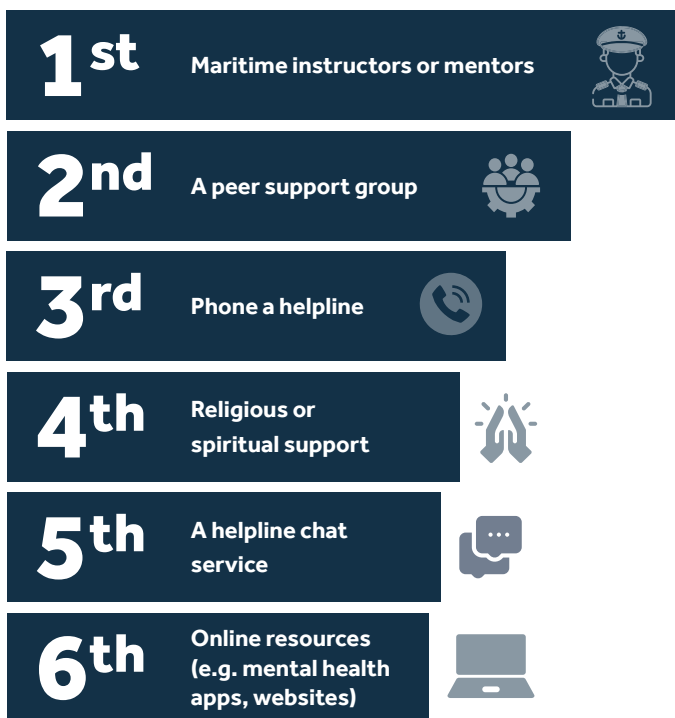 1st
Maritime instructors or mentors
2nd
A peer support group
3rd
Phone a helpline
4th
Religious or
spiritual support
5th
A helpline chat
service
6th
Online resources
(e.g. mental health
apps, websites)